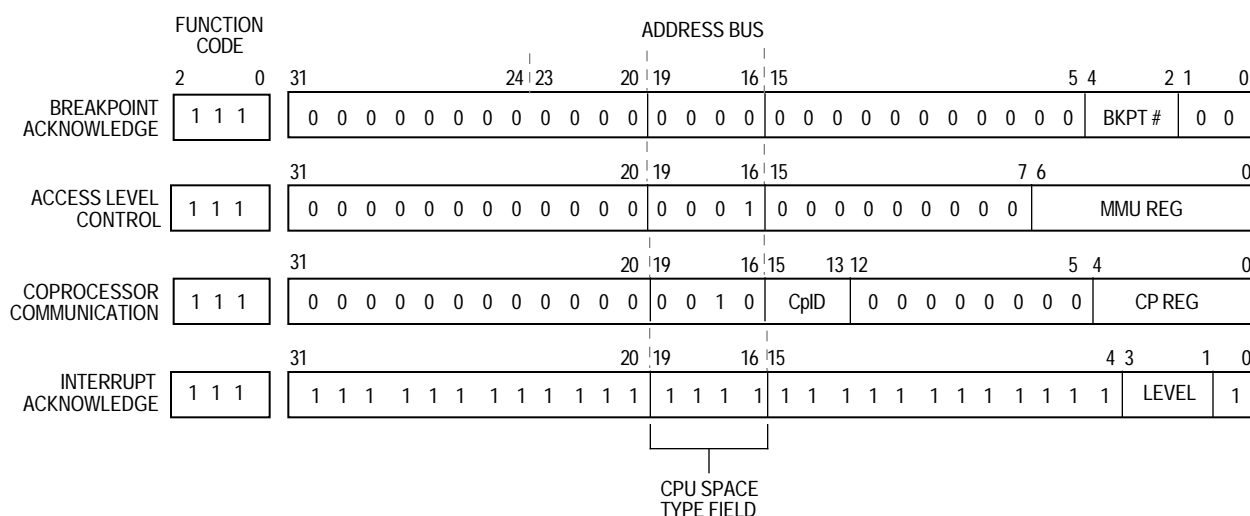 FUNCTION
CODE
ADDRESS BUS
2 0 31 24 23 20 19 16 15 5 4 2 1 0
BREAKPOINT
ACKNOWLEDGE
1 1 1 0 0 0 0 0 0 0 0 0 0 0 0 0 0 0 0 0 0 0 0 0 0 0 0 0 0 0 BKPT # 0 0
31 20 19 16 15 7 6 0
ACCESS LEVEL
CONTROL
1 1 1 0 0 0 0 0 0 0 0 0 0 0 0 0 0 0 1 0 0 0 0 0 0 0 0 0 MMU REG
31 20 19 16 15 13 12 5 4 0
COPROCESSOR
COMMUNICATION
1 1 1 0 0 0 0 0 0 0 0 0 0 0 0 0 0 1 0 CpID 0 0 0 0 0 0 0 0 CP REG
31 20 19 16 15 4 3 1 0
INTERRUPT
ACKNOWLEDGE
1 1 1 1 1 1 1 1 1 1 1 1 1 1 1 1 1 1 1 1 1 1 1 1 1 1 1 1 1 1 1 LEVEL 1
CPU SPACE
TYPE FIELD